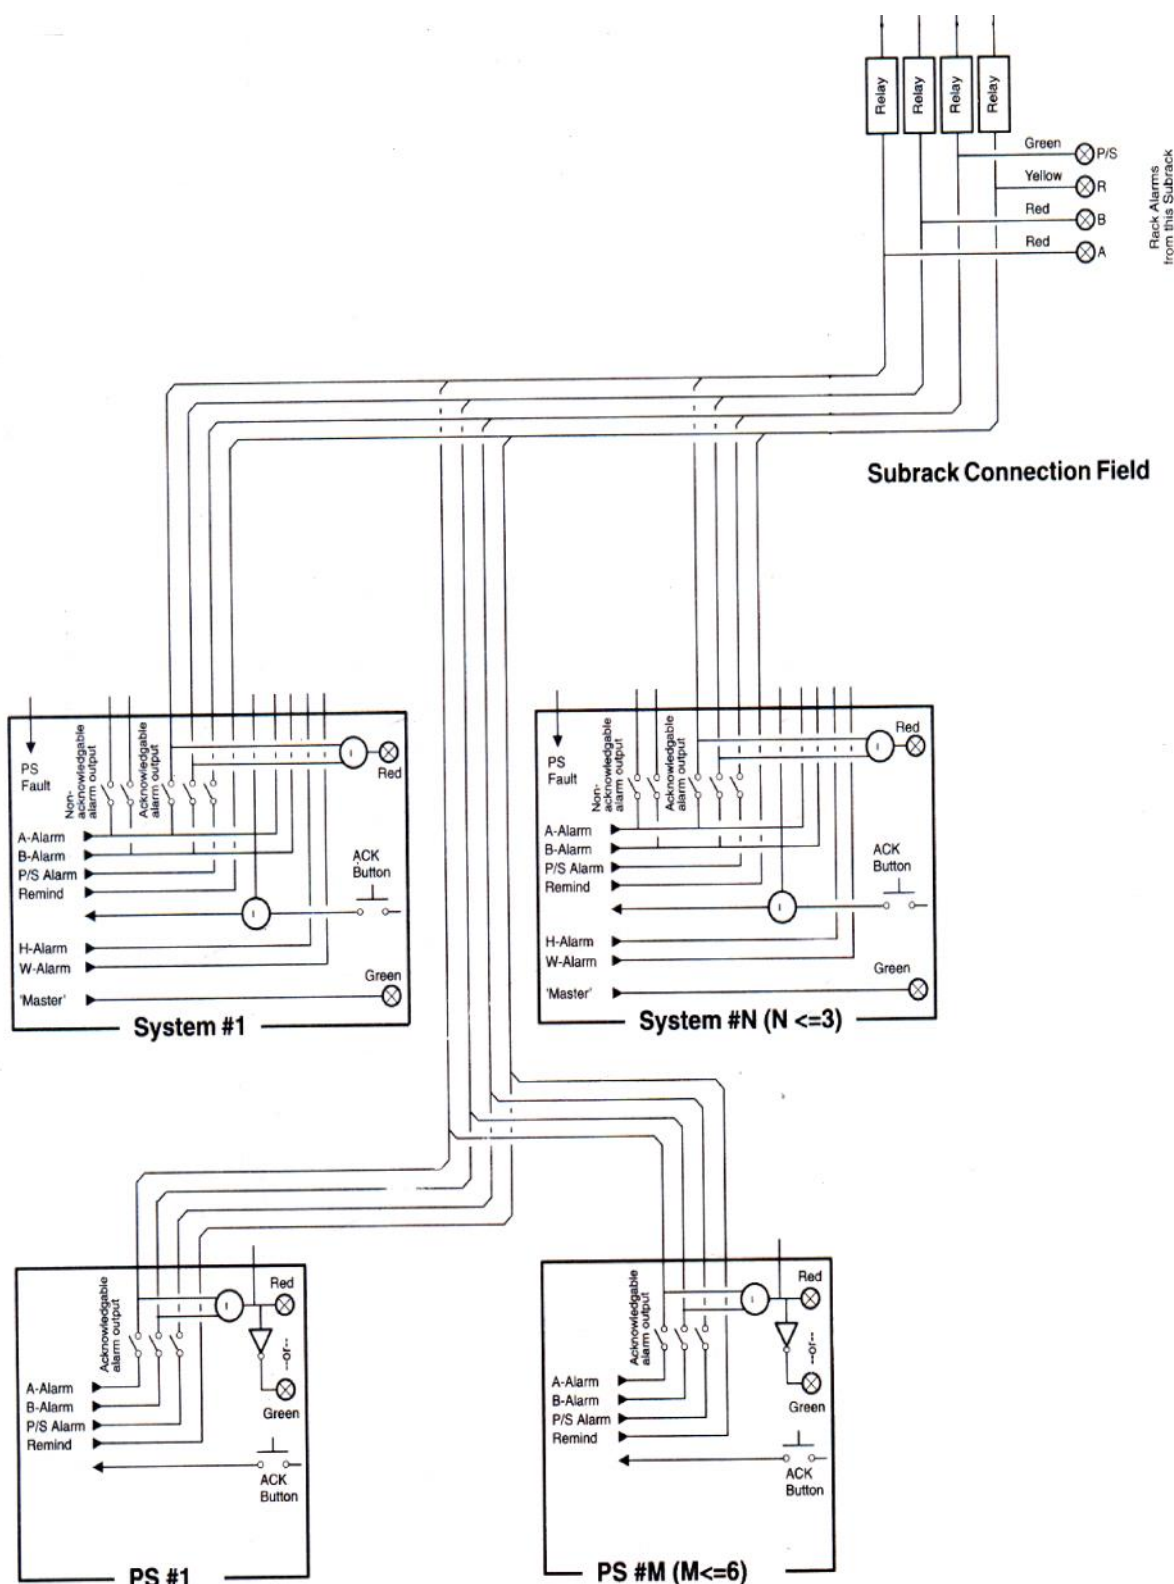 Relay
Relay
Relay
Relay
Green
P/S
Yellow
R
Red
B
Red
A
Rack Alarms
from this Subrack
Subrack Connection Field
PS
Fault
Non-
acknowledgable
alarm output
Acknowledgable
alarm output
Red
A-Alarm
B-Alarm
P/S Alarm
Remind
ACK
Button
H-Alarm
W-Alarm
Green
'Master'
System #1
PS
Fault
Non-
acknowledgable
alarm output
Acknowledgable
alarm output
Red
A-Alarm
B-Alarm
P/S Alarm
Remind
ACK
Button
H-Alarm
W-Alarm
Green
'Master'
System #N (N <=3)
Acknowledgable
alarm output
Red
--or--
Green
A-Alarm
B-Alarm
P/S Alarm
Remind
ACK
Button
PS #1
Acknowledgable
alarm output
Red
--or--
Green
A-Alarm
B-Alarm
P/S Alarm
Remind
ACK
Button
PS #M (M<=6)